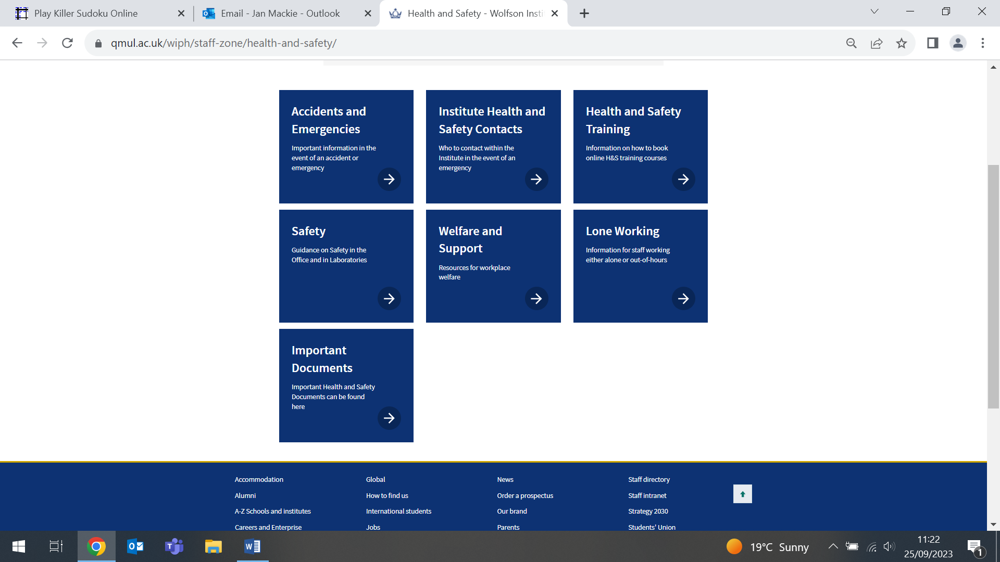 Play Killer Sudoku Online
Email - Jan Mackie - Outlook
Health and Safety - Wolfson Insti
qmul.ac.uk/wiph/staff-zone/health-and-safety/
Accidents and
Emergencies
Important information in the
event of an accident or
emergency
Institute Health and
Safety Contacts
Who to contact within the
Institute in the event of an
emergency
Health and Safety
Training
Information on how to book
online H&S training courses
Safety
Guidance on Safety in the
Office and in Laboratories
Welfare and
Support
Resources for workplace
welfare
Lone Working
Information for staff working
either alone or out-of-hours
Important
Documents
Important Health and Safety
Documents can be found
here
Accommodation
Alumni
A-Z Schools and institutes
Careers and Enterprise
Global
How to find us
International students
Jobs
News
Order a prospectus
Our brand
Parents
Staff directory
Staff intranet
Strategy 2030
Students' Union
19°C Sunny
11:22
25/09/2023
1